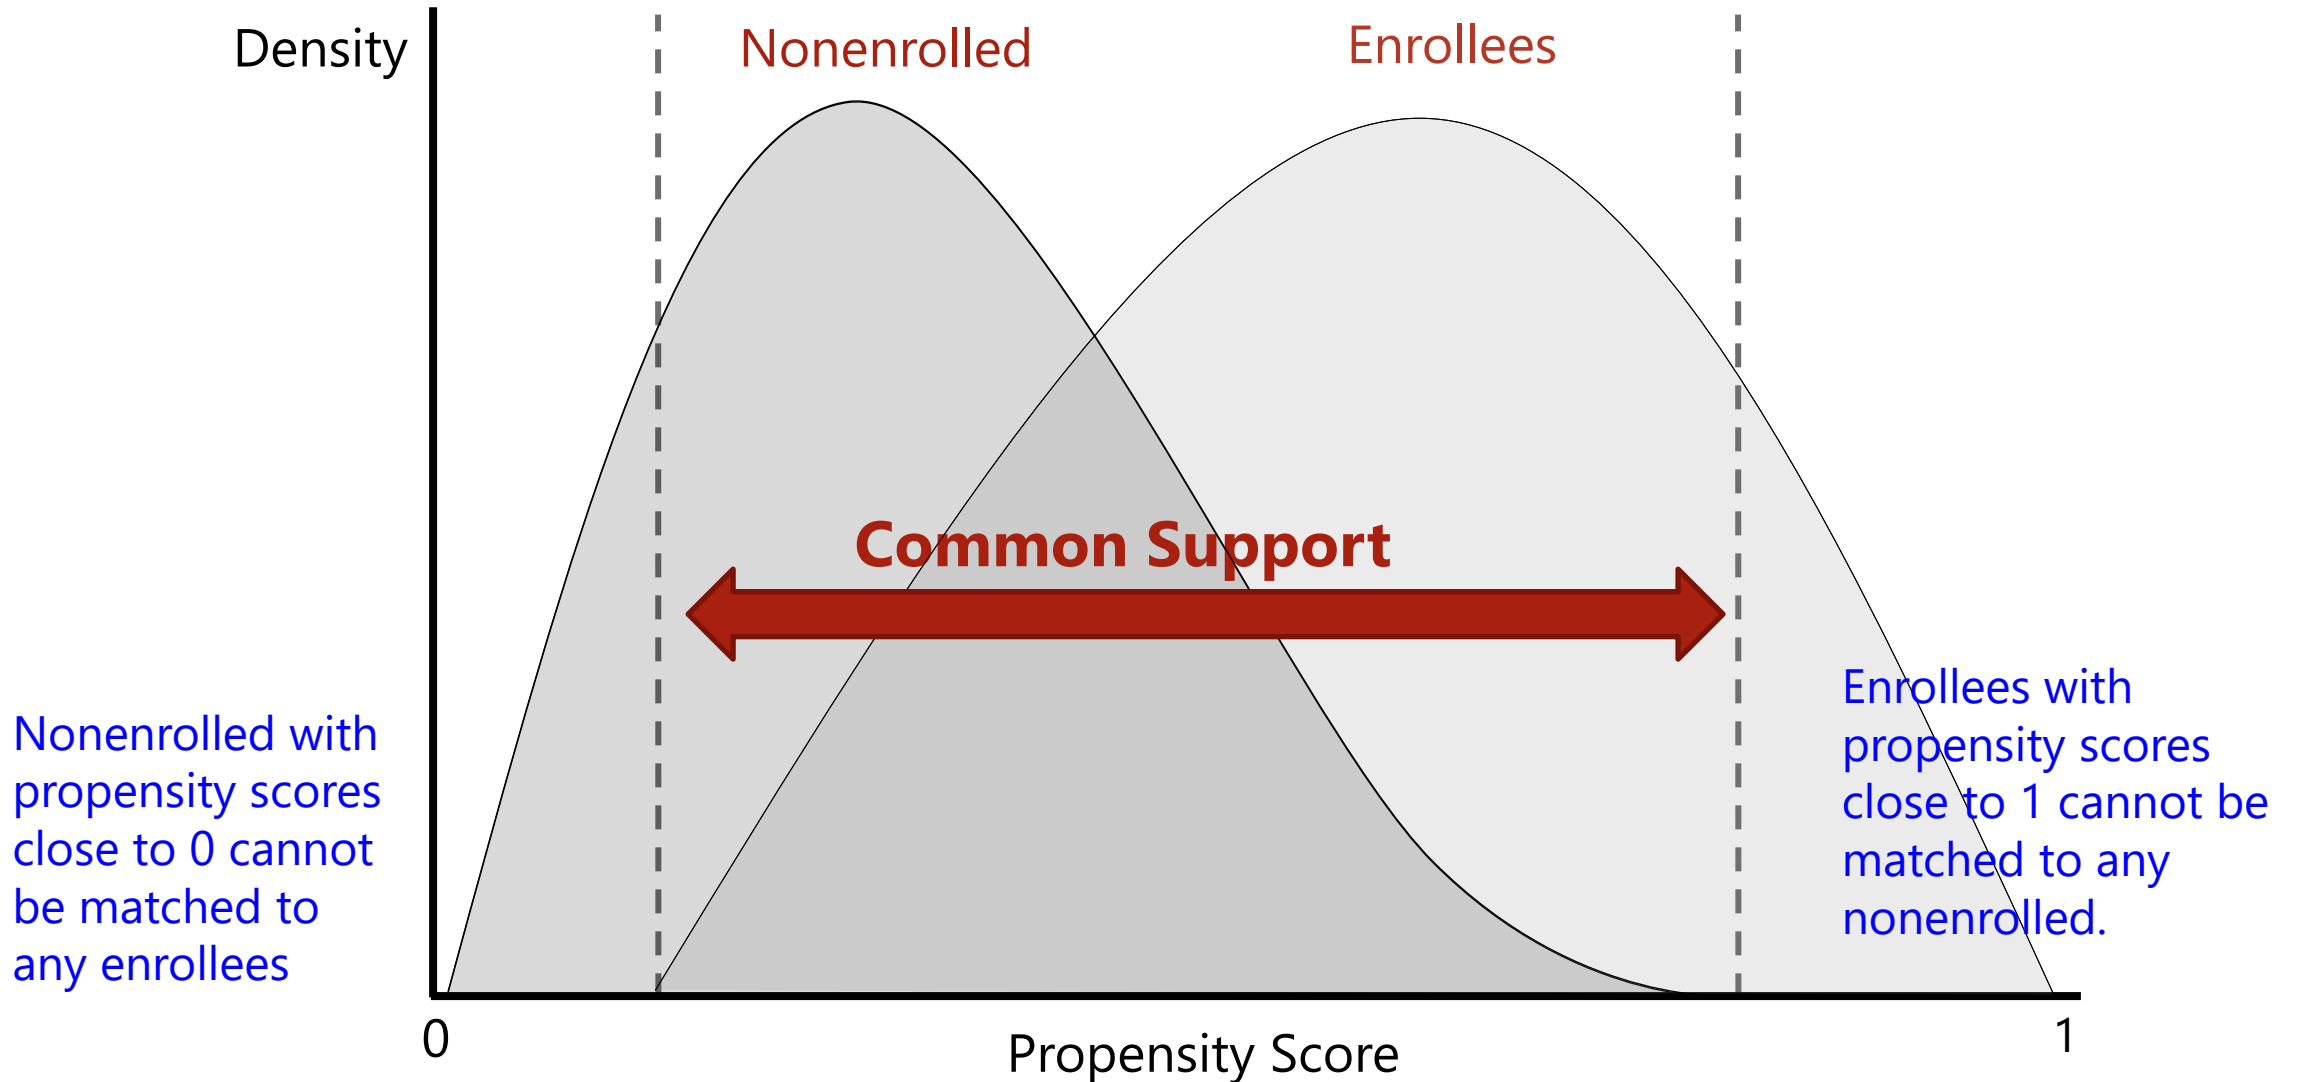 Density
Nonenrolled
Enrollees
Common Support
Nonenrolled with
propensity scores
close to 0 cannot
be matched to
any enrollees
Enrollees with
propensity scores
close to 1 cannot be
matched to any
nonenrolled.
0
Propensity Score
1